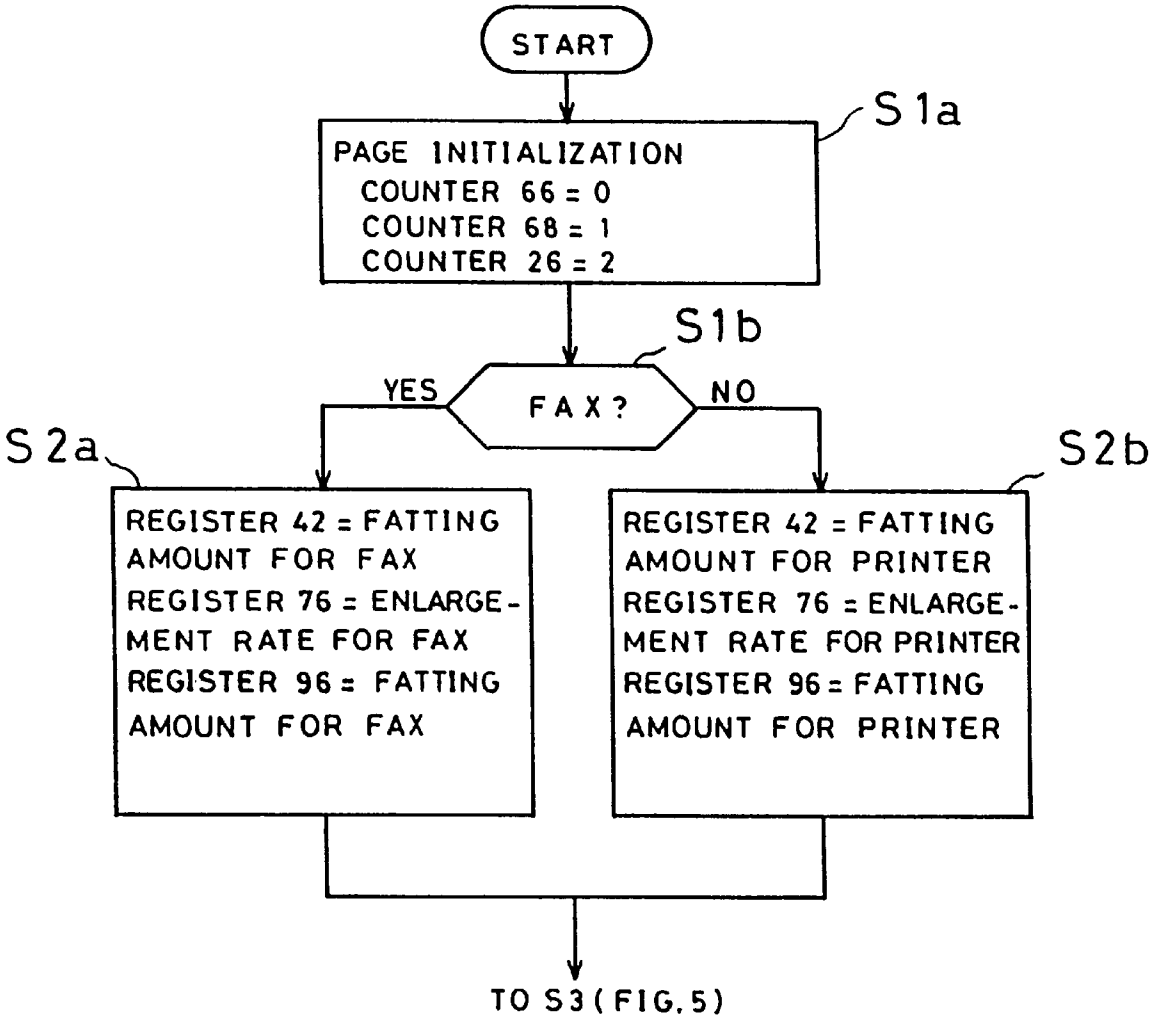 START
S1a
PAGE INITIALIZATION
COUNTER 66 = 0
COUNTER 68 = 1
COUNTER 26 = 2
S1b
YES
FAX?
NO
S2a
REGISTER 42 = FATTING
AMOUNT FOR FAX
REGISTER 76 = ENLARGE-
MENT RATE FOR FAX
REGISTER 96 = FATTING
AMOUNT FOR FAX
S2b
REGISTER 42 = FATTING
AMOUNT FOR PRINTER
REGISTER 76 = ENLARGE-
MENT RATE FOR PRINTER
REGISTER 96 = FATTING
AMOUNT FOR PRINTER
TO S3 (FIG. 5)